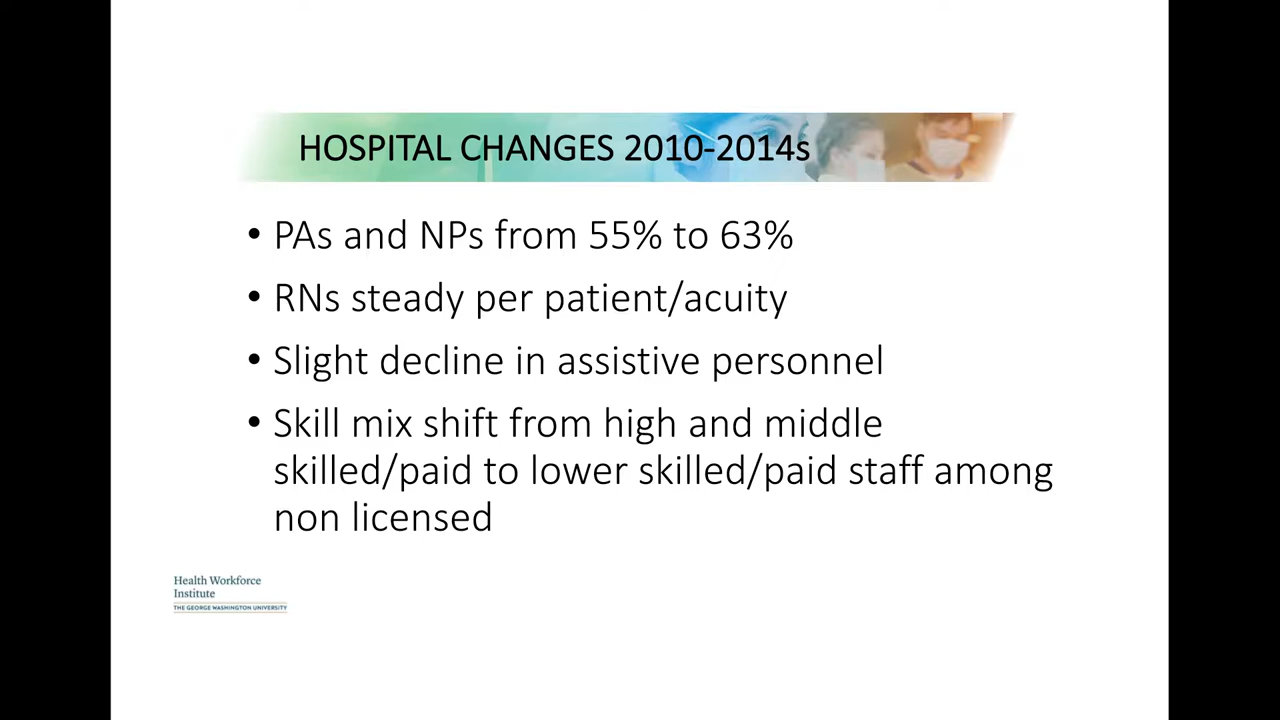 HOSPITAL CHANGES 2010-2014s
• PAs and NPs from 55% to 63%
• RNs steady per patient/acuity
• Slight decline in assistive personnel
• Skill mix shift from high and middle
skilled/paid to lower skilled/paid staff among
non licensed
Health Workforce
Institute
THE GEORGE WASHINGTON UNIVERSITY